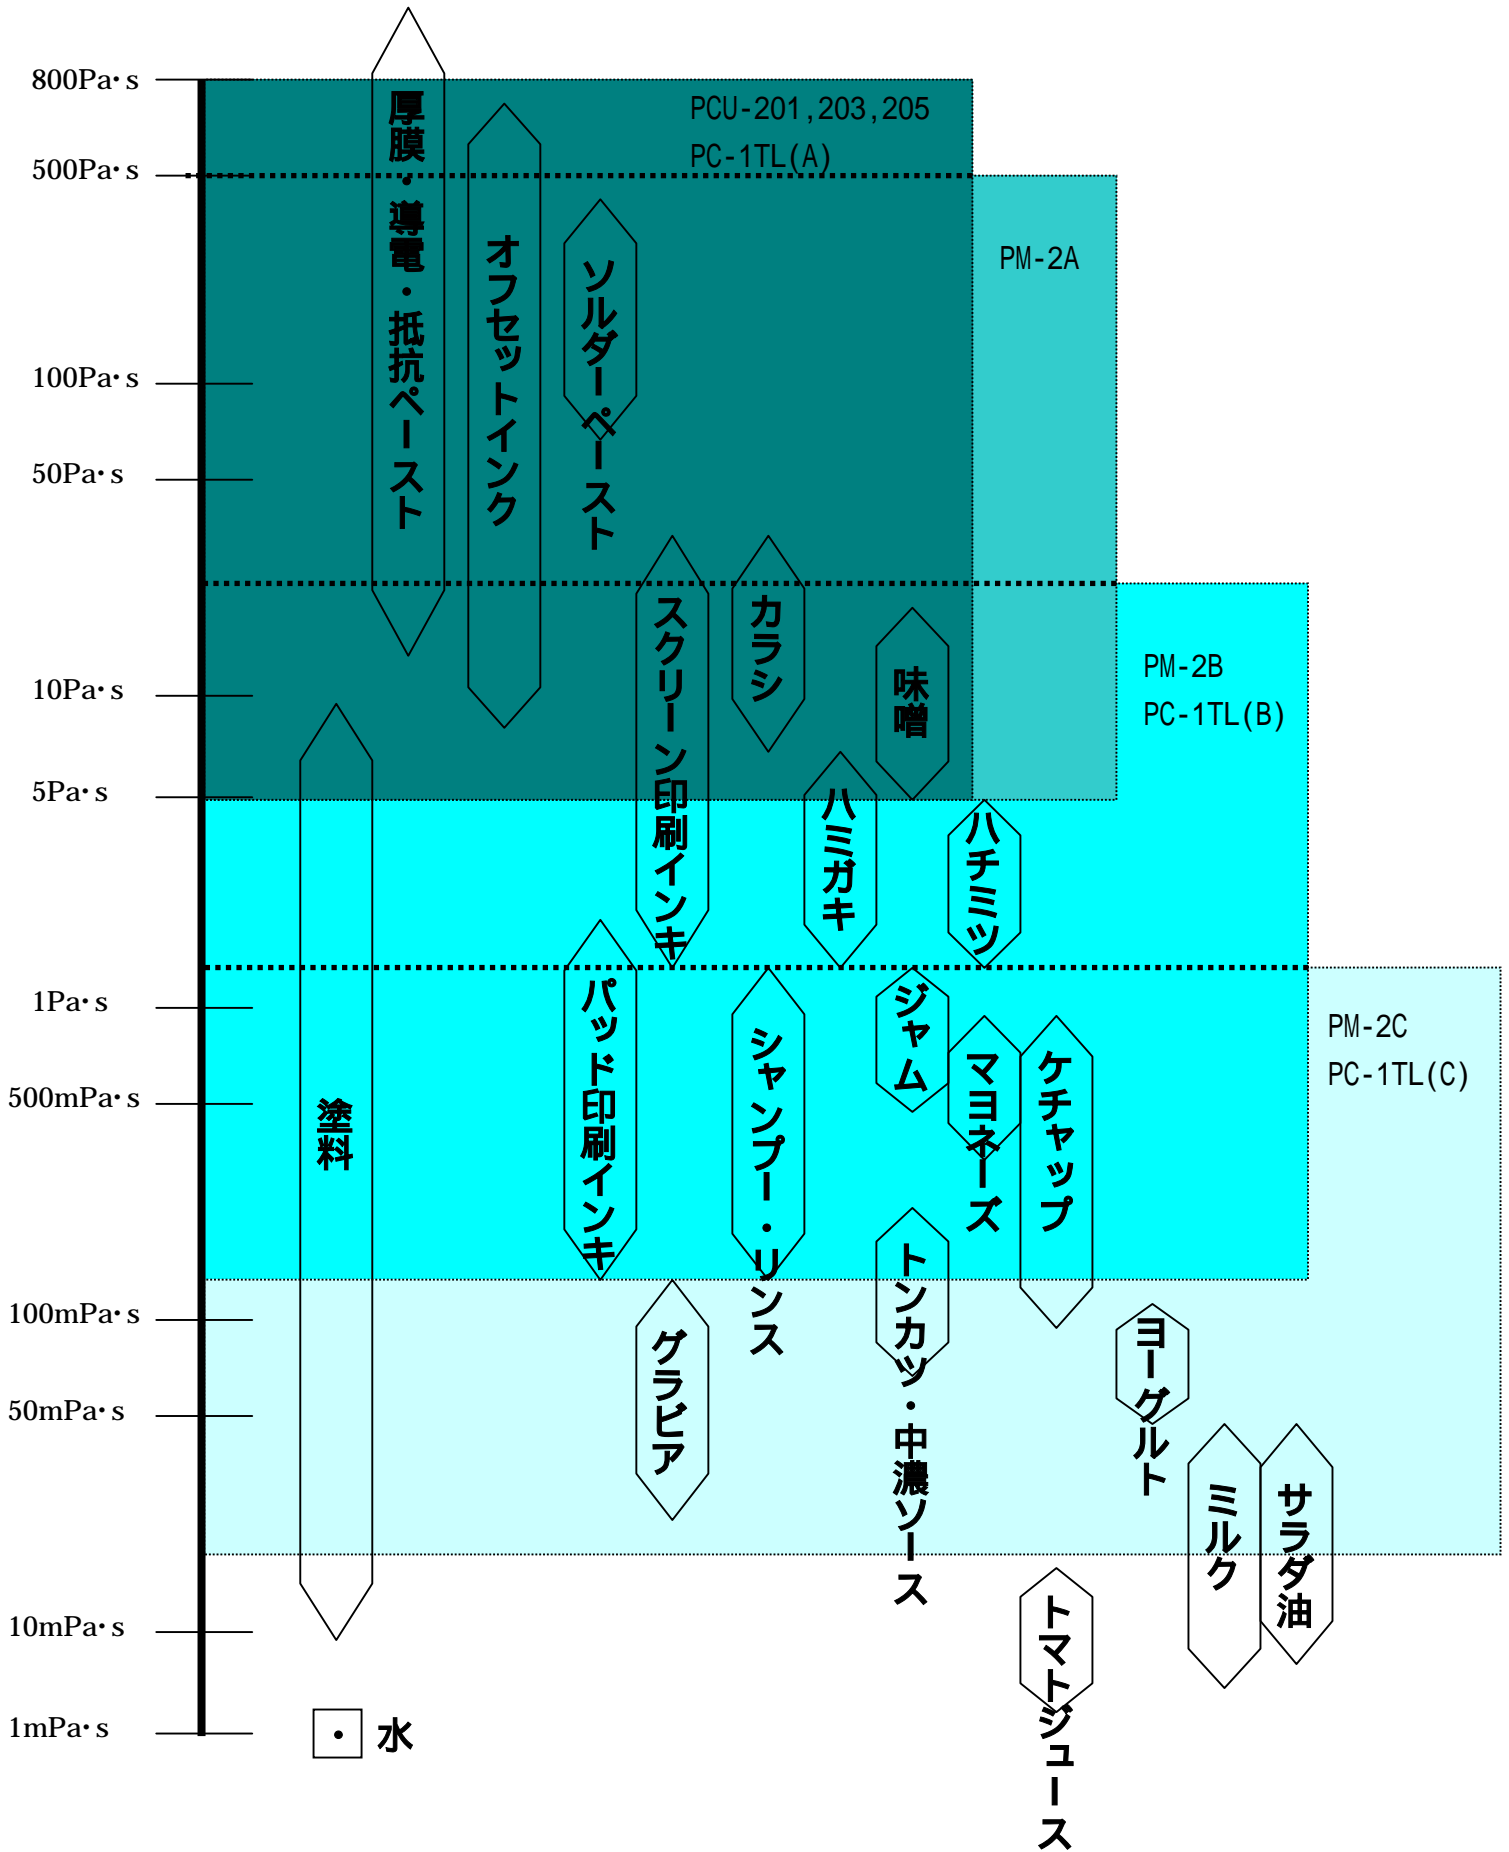 800Pa・s
500Pa・s
100Pa・s
50Pa・s
10Pa・s
5Pa・s
1Pa・s
500mPa・s
100mPa・s
50mPa・s
10mPa・s
1mPa・s
PCU-201,203,205
PC-1TL(A)
PM-2A
PM-2B
PC-1TL(B)
PM-2C
PC-1TL(C)
厚膜・導電・抵抗ペースト
オフセットインク
ソルダーペースト
スクリーン印刷インキ
カラシ
味噌
ハミガキ
ハチミツ
塗料
パッド印刷インキ
シャンプー・リンス
ジャム
マヨネーズ
ケチャップ
グラビア
トンカツ・中濃ソース
ヨーグルト
ミルク
サラダ油
トマトジュース
・水